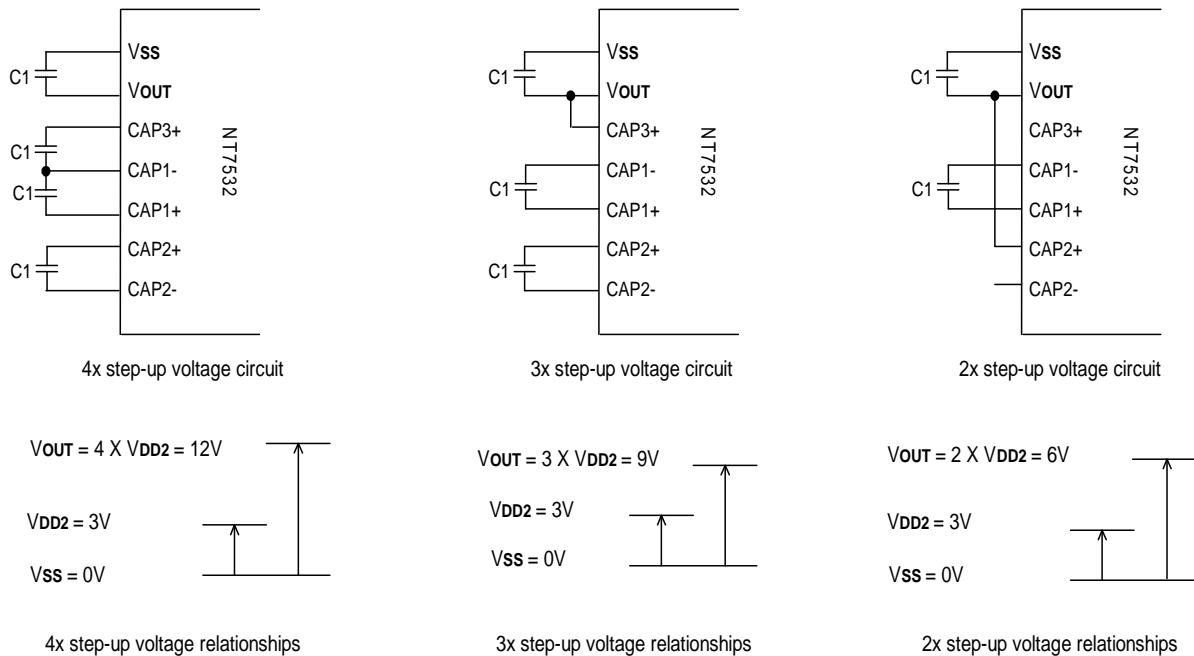 VSS
C1
VOUT
CAP3+
C1
CAP1-
C1
CAP1+
CAP2+
C1
CAP2-
NT7532
4x step-up voltage circuit
VSS
C1
VOUT
CAP3+
CAP1-
C1
CAP1+
CAP2+
C1
CAP2-
NT7532
3x step-up voltage circuit
VSS
C1
VOUT
CAP3+
CAP1-
C1
CAP1+
CAP2+
CAP2-
NT7532
2x step-up voltage circuit
VOUT = 4 X VDD2 = 12V
VDD2 = 3V
VSS = 0V
4x step-up voltage relationships
VOUT = 3 X VDD2 = 9V
VDD2 = 3V
VSS = 0V
3x step-up voltage relationships
VOUT = 2 X VDD2 = 6V
VDD2 = 3V
VSS = 0V
2x step-up voltage relationships